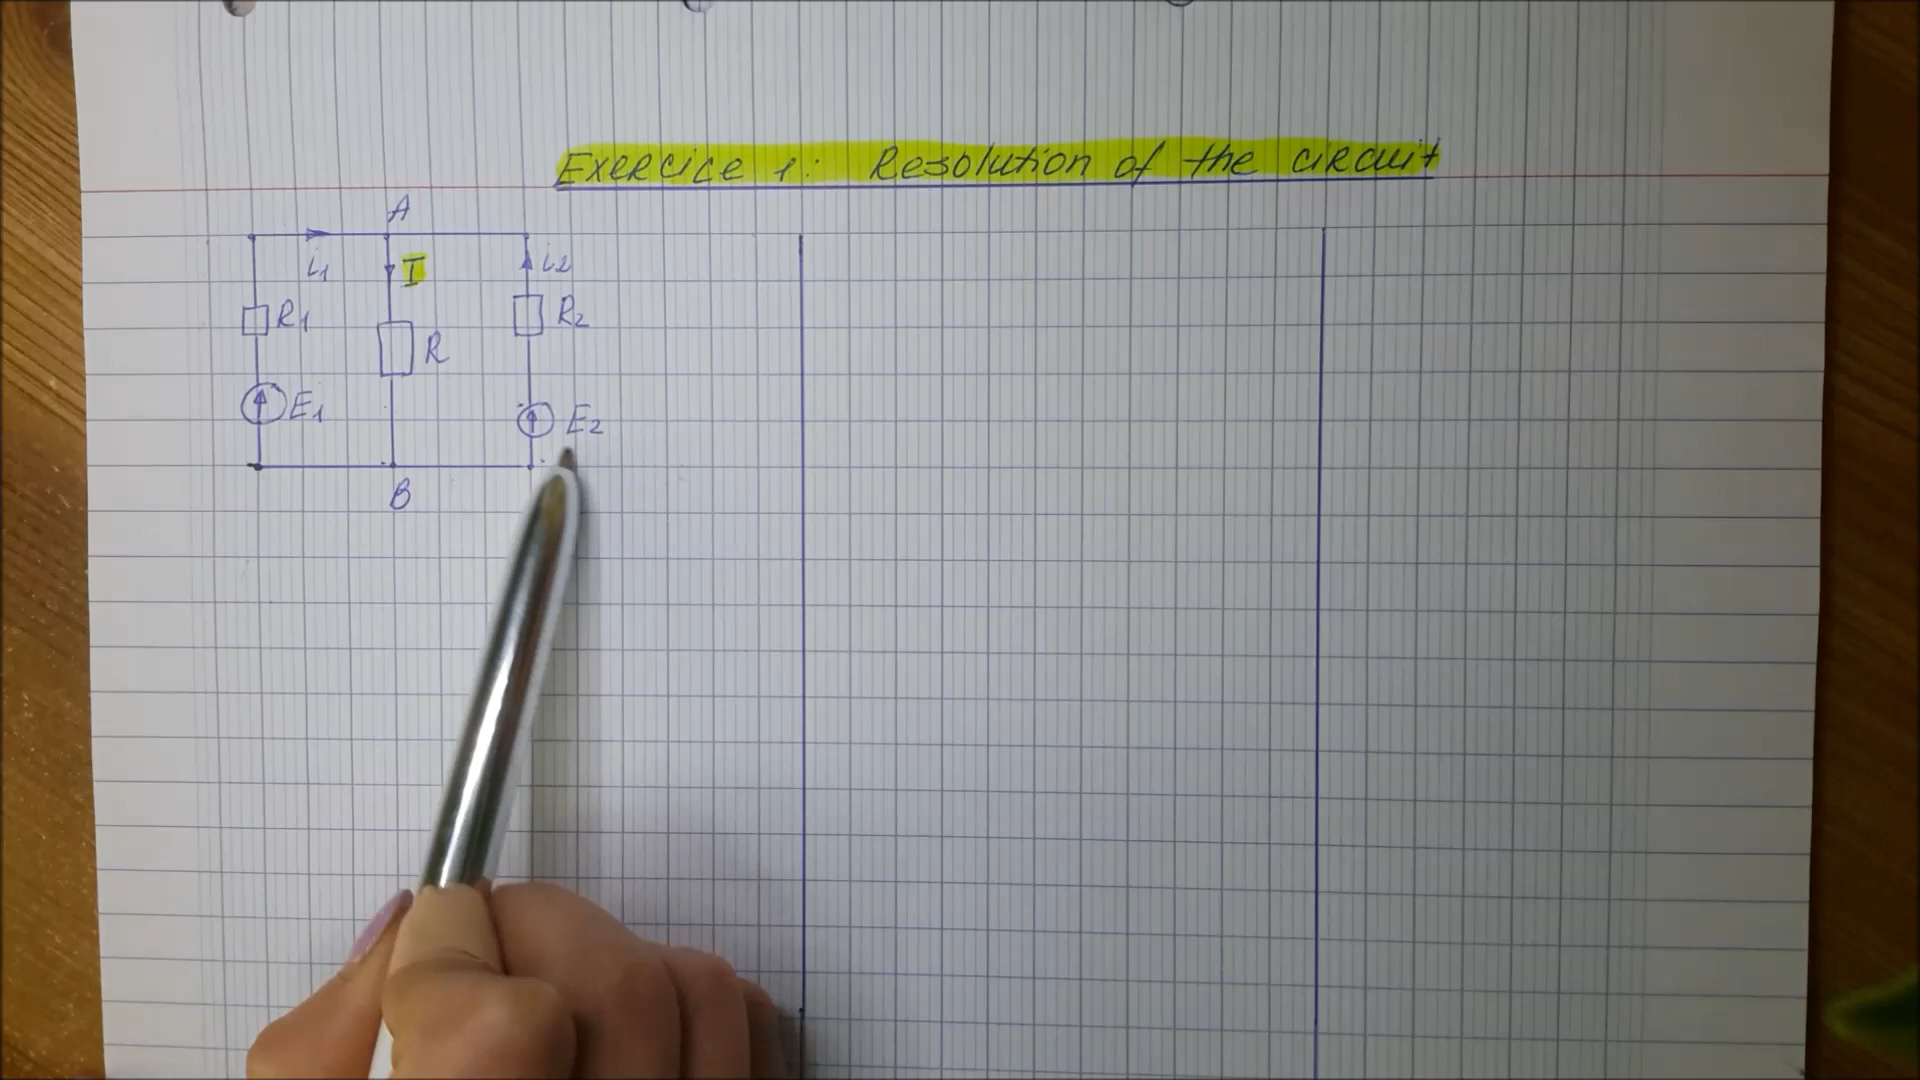 Exercice 1: Resolution of the circuit
A
i1
I
i2
R1
R
R2
E1
E2
B